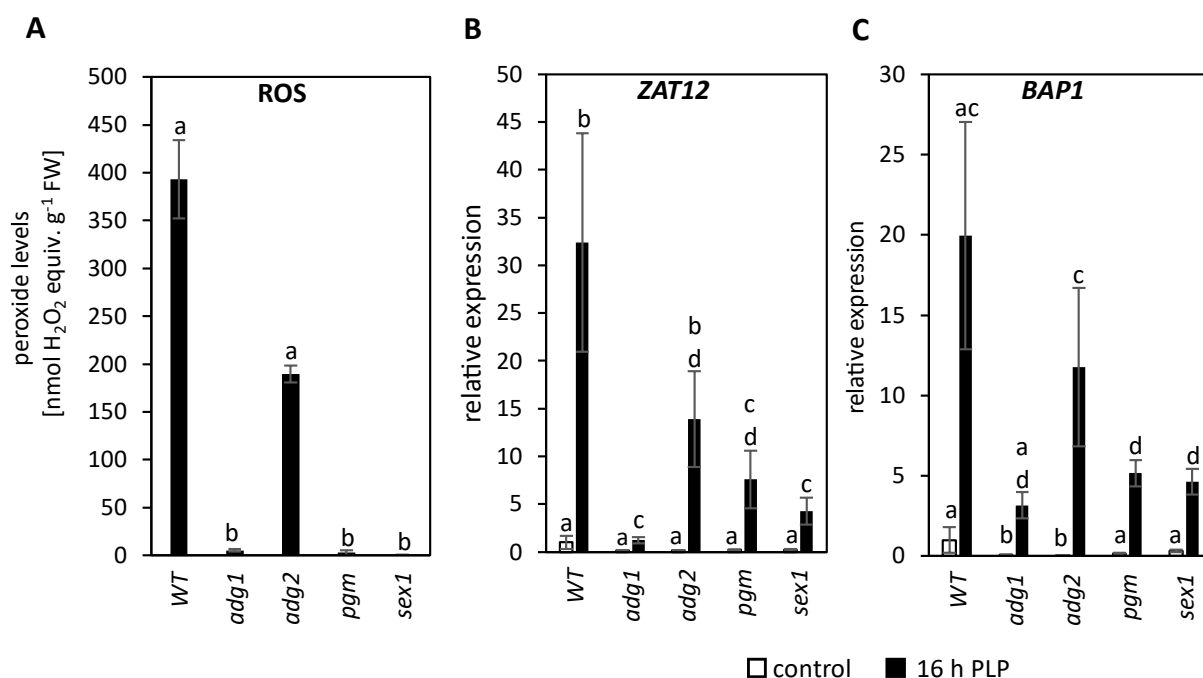 A
ROS
peroxide levels
[nmol H₂O₂ equiv. g⁻¹ FW]
500
450
400
350
300
250
200
150
100
50
0
a
b
a
b
b
WT
adg1
adg2
pgm
sex1
B
ZAT12
relative expression
50
45
40
35
30
25
20
15
10
5
0
a
b
a
c
a
b
d
a
c
d
a
c
WT
adg1
adg2
pgm
sex1
C
BAP1
relative expression
30
25
20
15
10
5
0
a
ac
b
a
d
b
c
a
d
a
d
WT
adg1
adg2
pgm
sex1
control
16 h PLP